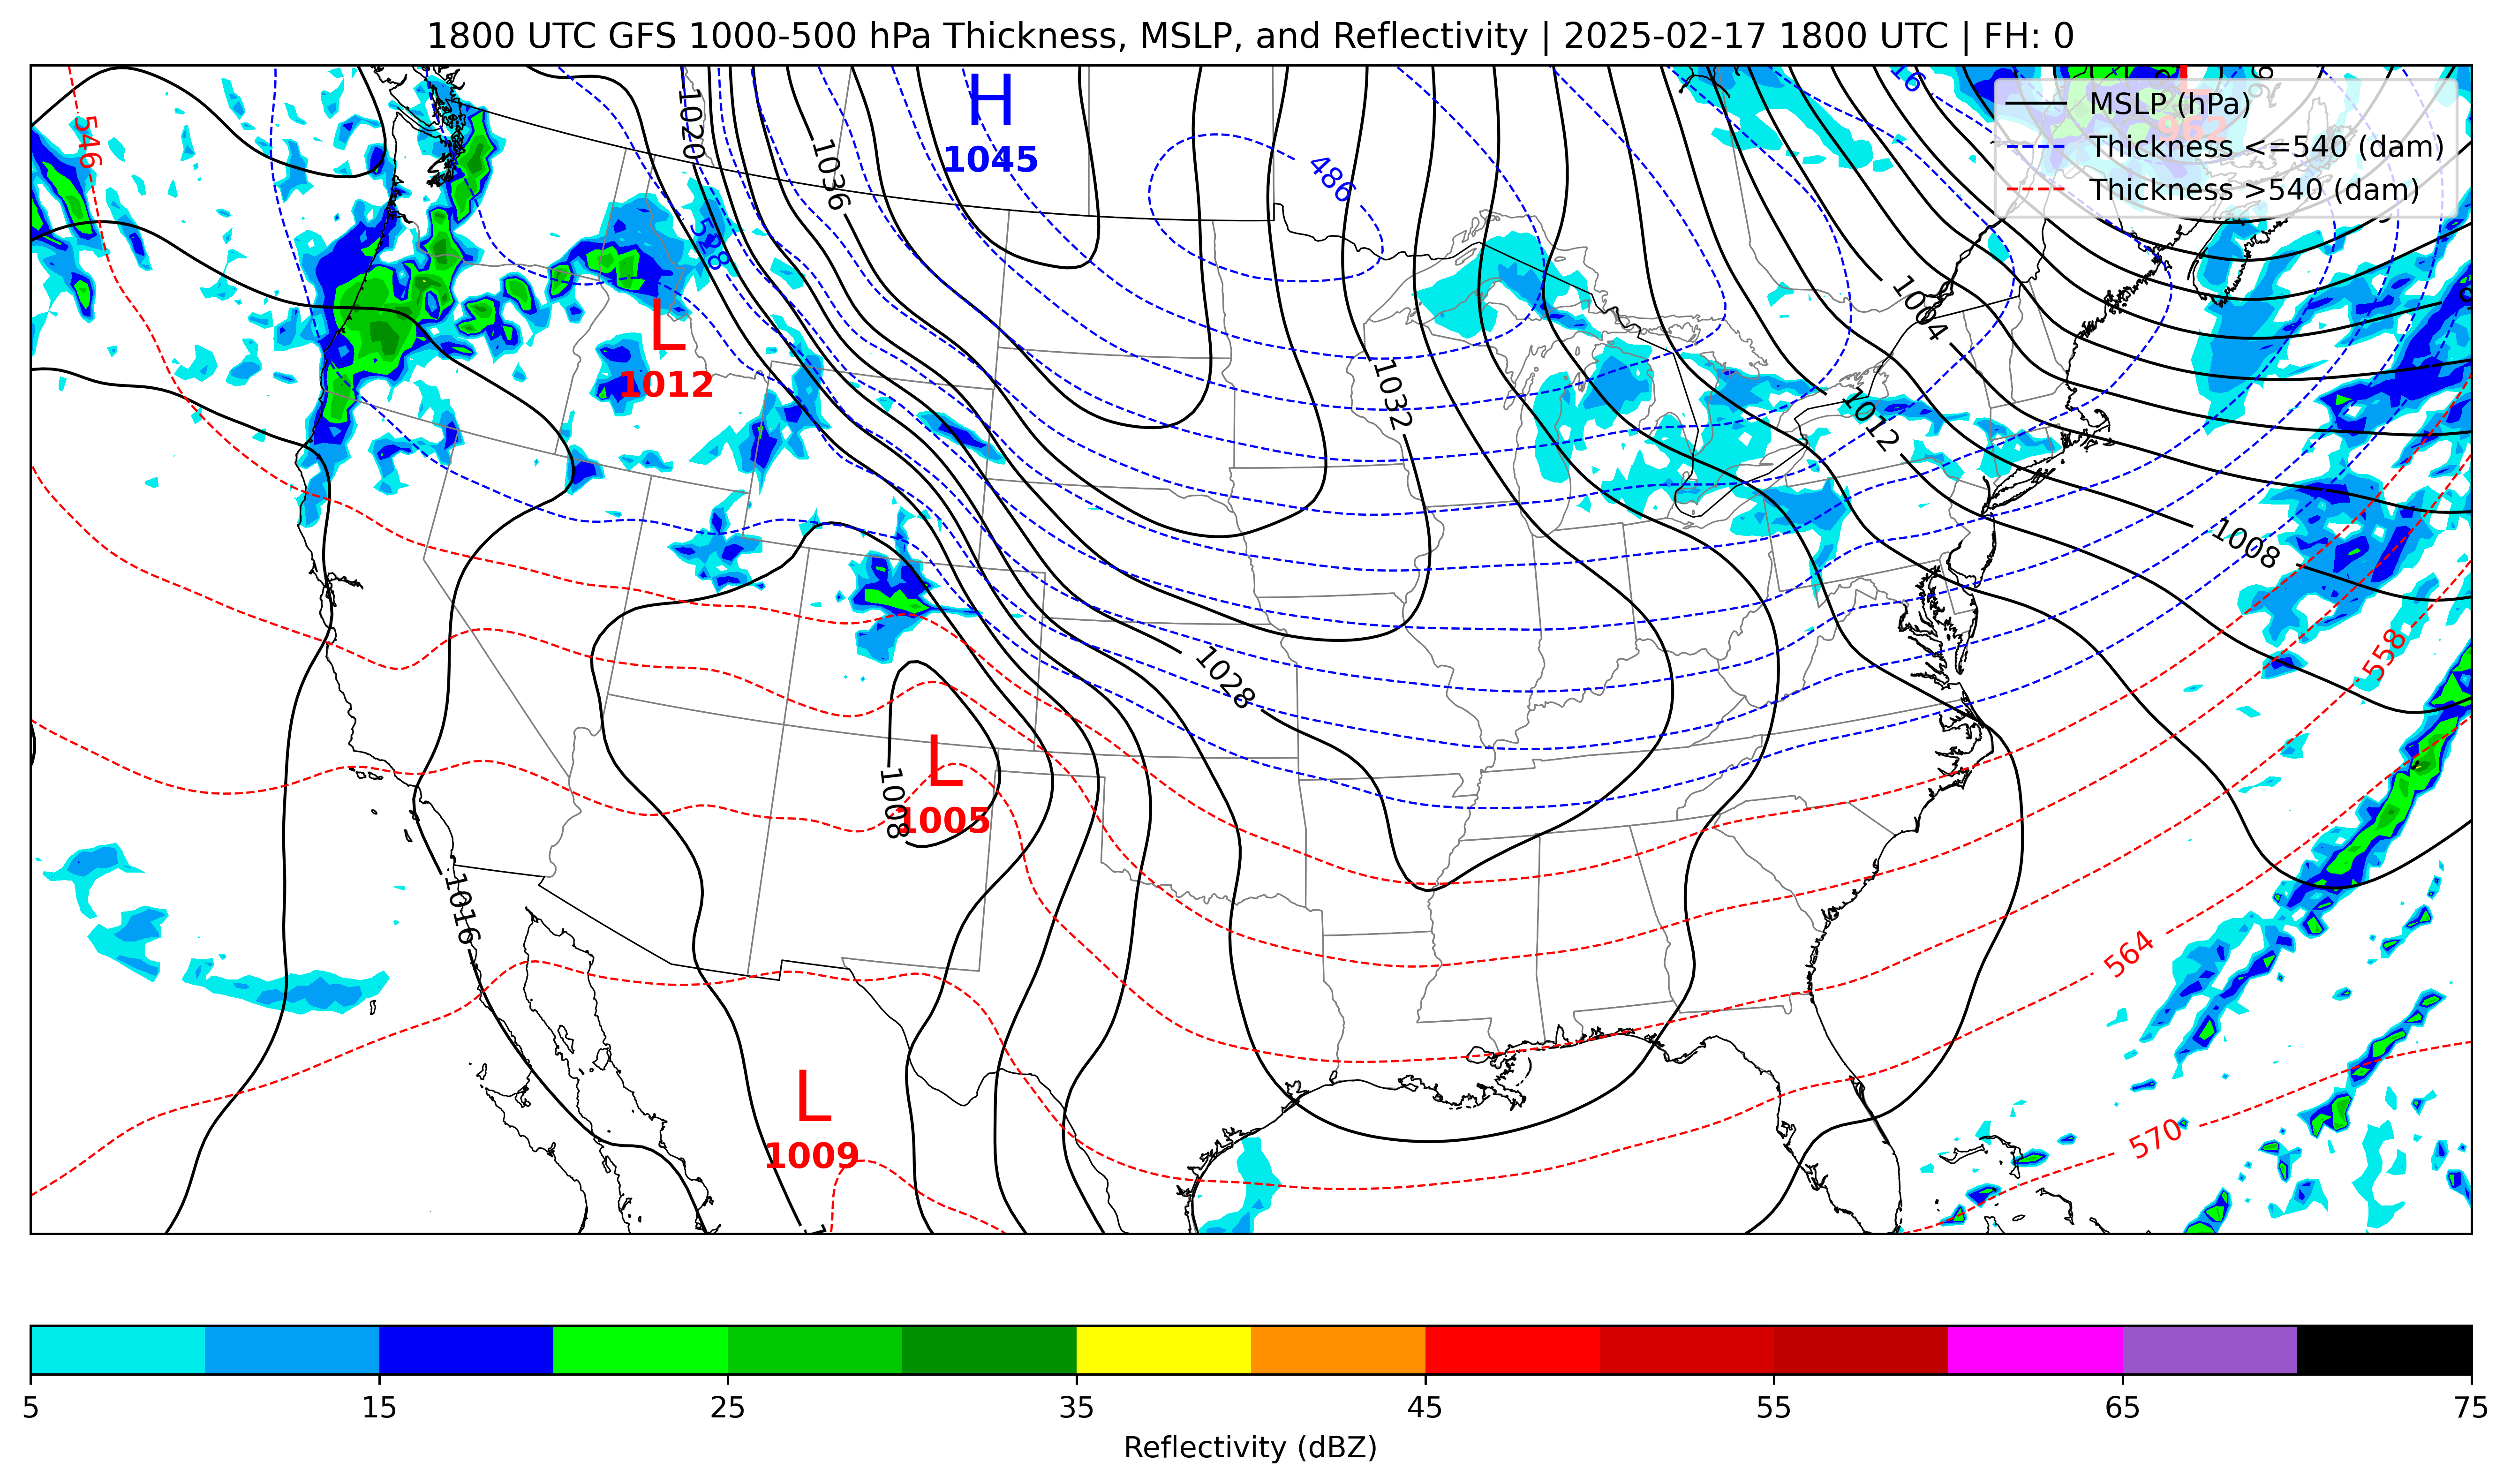 1800 UTC GFS 1000-500 hPa Thickness, MSLP, and Reflectivity | 2025-02-17 1800 UTC | FH: 0
MSLP (hPa)
Thickness <=540 (dam)
Thickness >540 (dam)
H
1045
L
962
546
1020
1036
486
538
L
1012
1004
1032
1012
1008
1028
558
L
1005
1008
1016
564
L
1009
570
5 15 25 35 45 55 65 75
Reflectivity (dBZ)